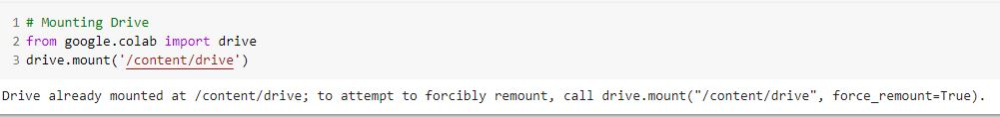 1 # Mounting Drive
2 from google.colab import drive
3 drive.mount('/content/drive')
Drive already mounted at /content/drive; to attempt to forcibly remount, call drive.mount("/content/drive", force_remount=True).